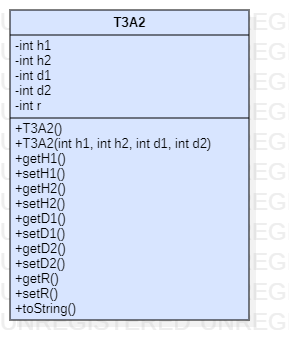 T3A2
-int h1
-int h2
-int d1
-int d2
-int r
+T3A2()
+T3A2(int h1, int h2, int d1, int d2)
+getH1()
+setH1()
+getH2()
+setH2()
+getD1()
+setD1()
+getD2()
+setD2()
+getR()
+setR()
+toString()
UNREGISTERED UNREG